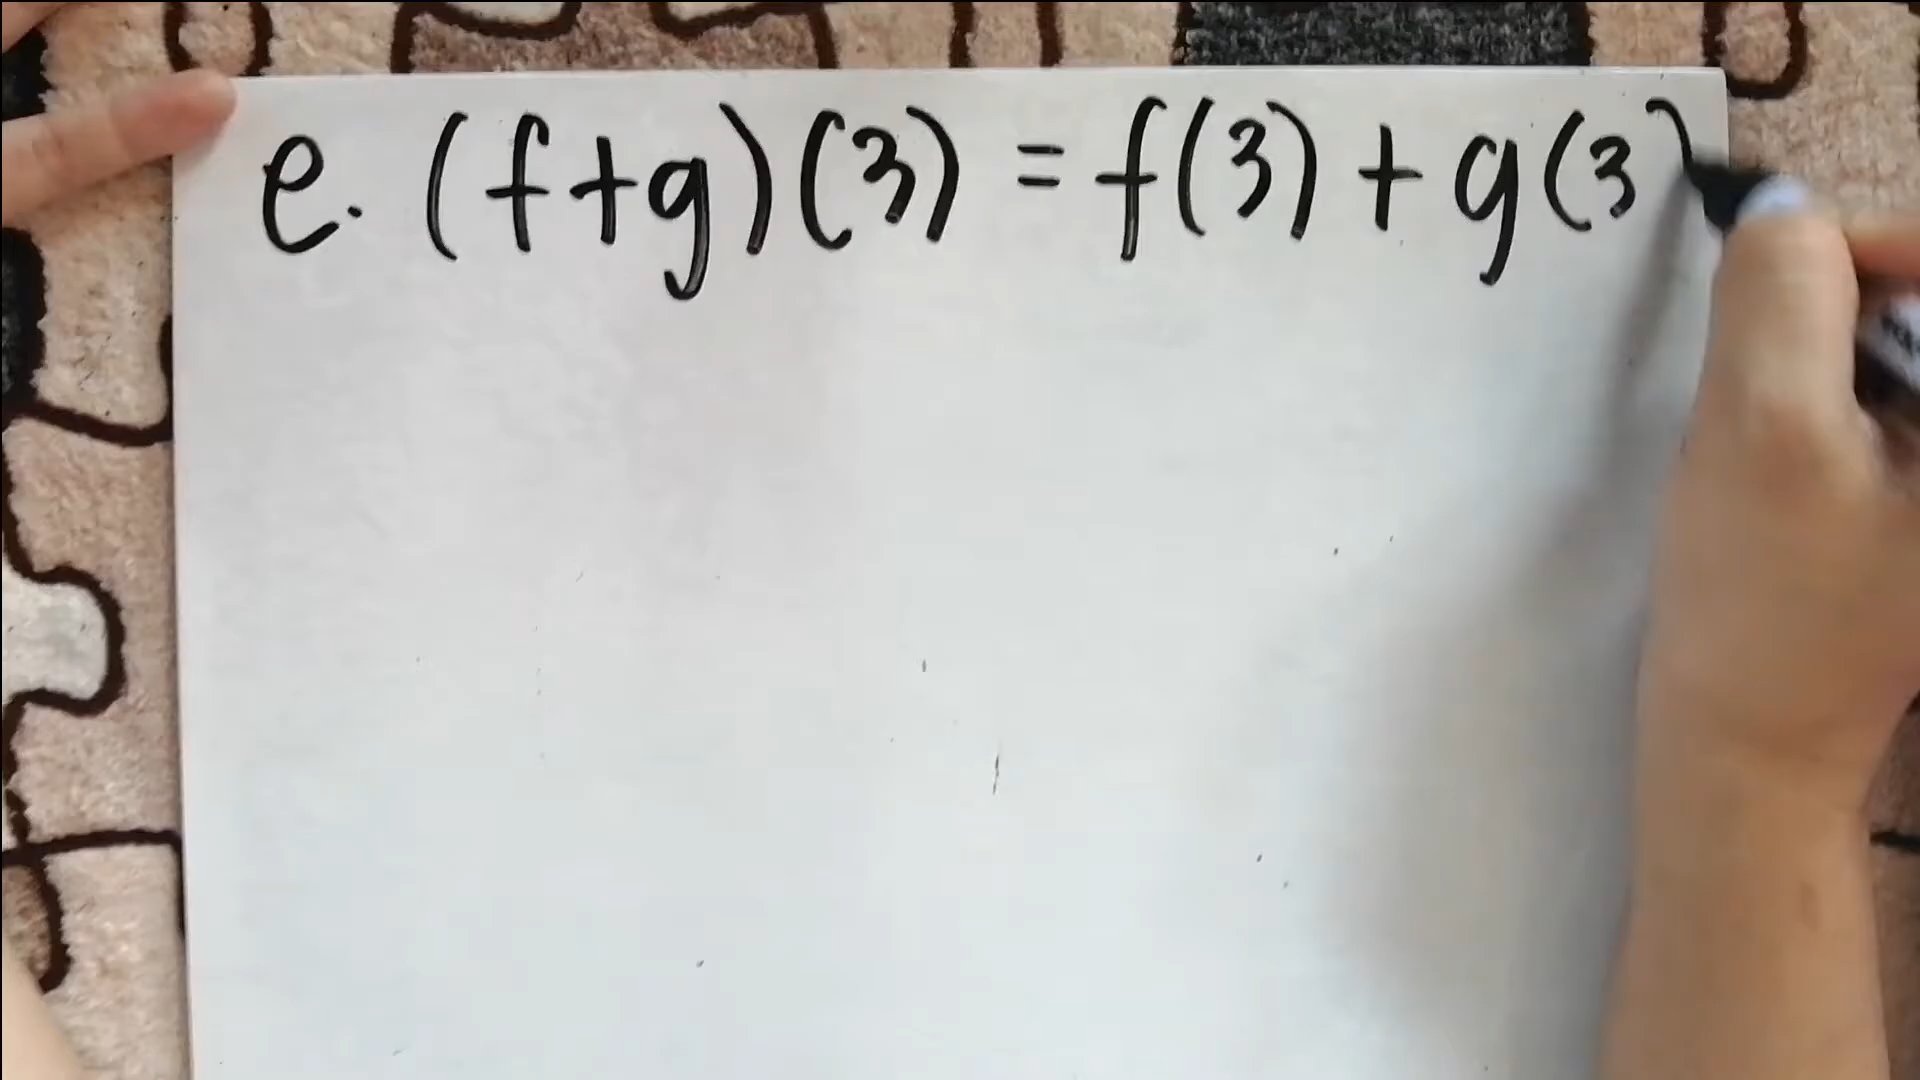 e. (f+g)(3) = f(3) + g(3)